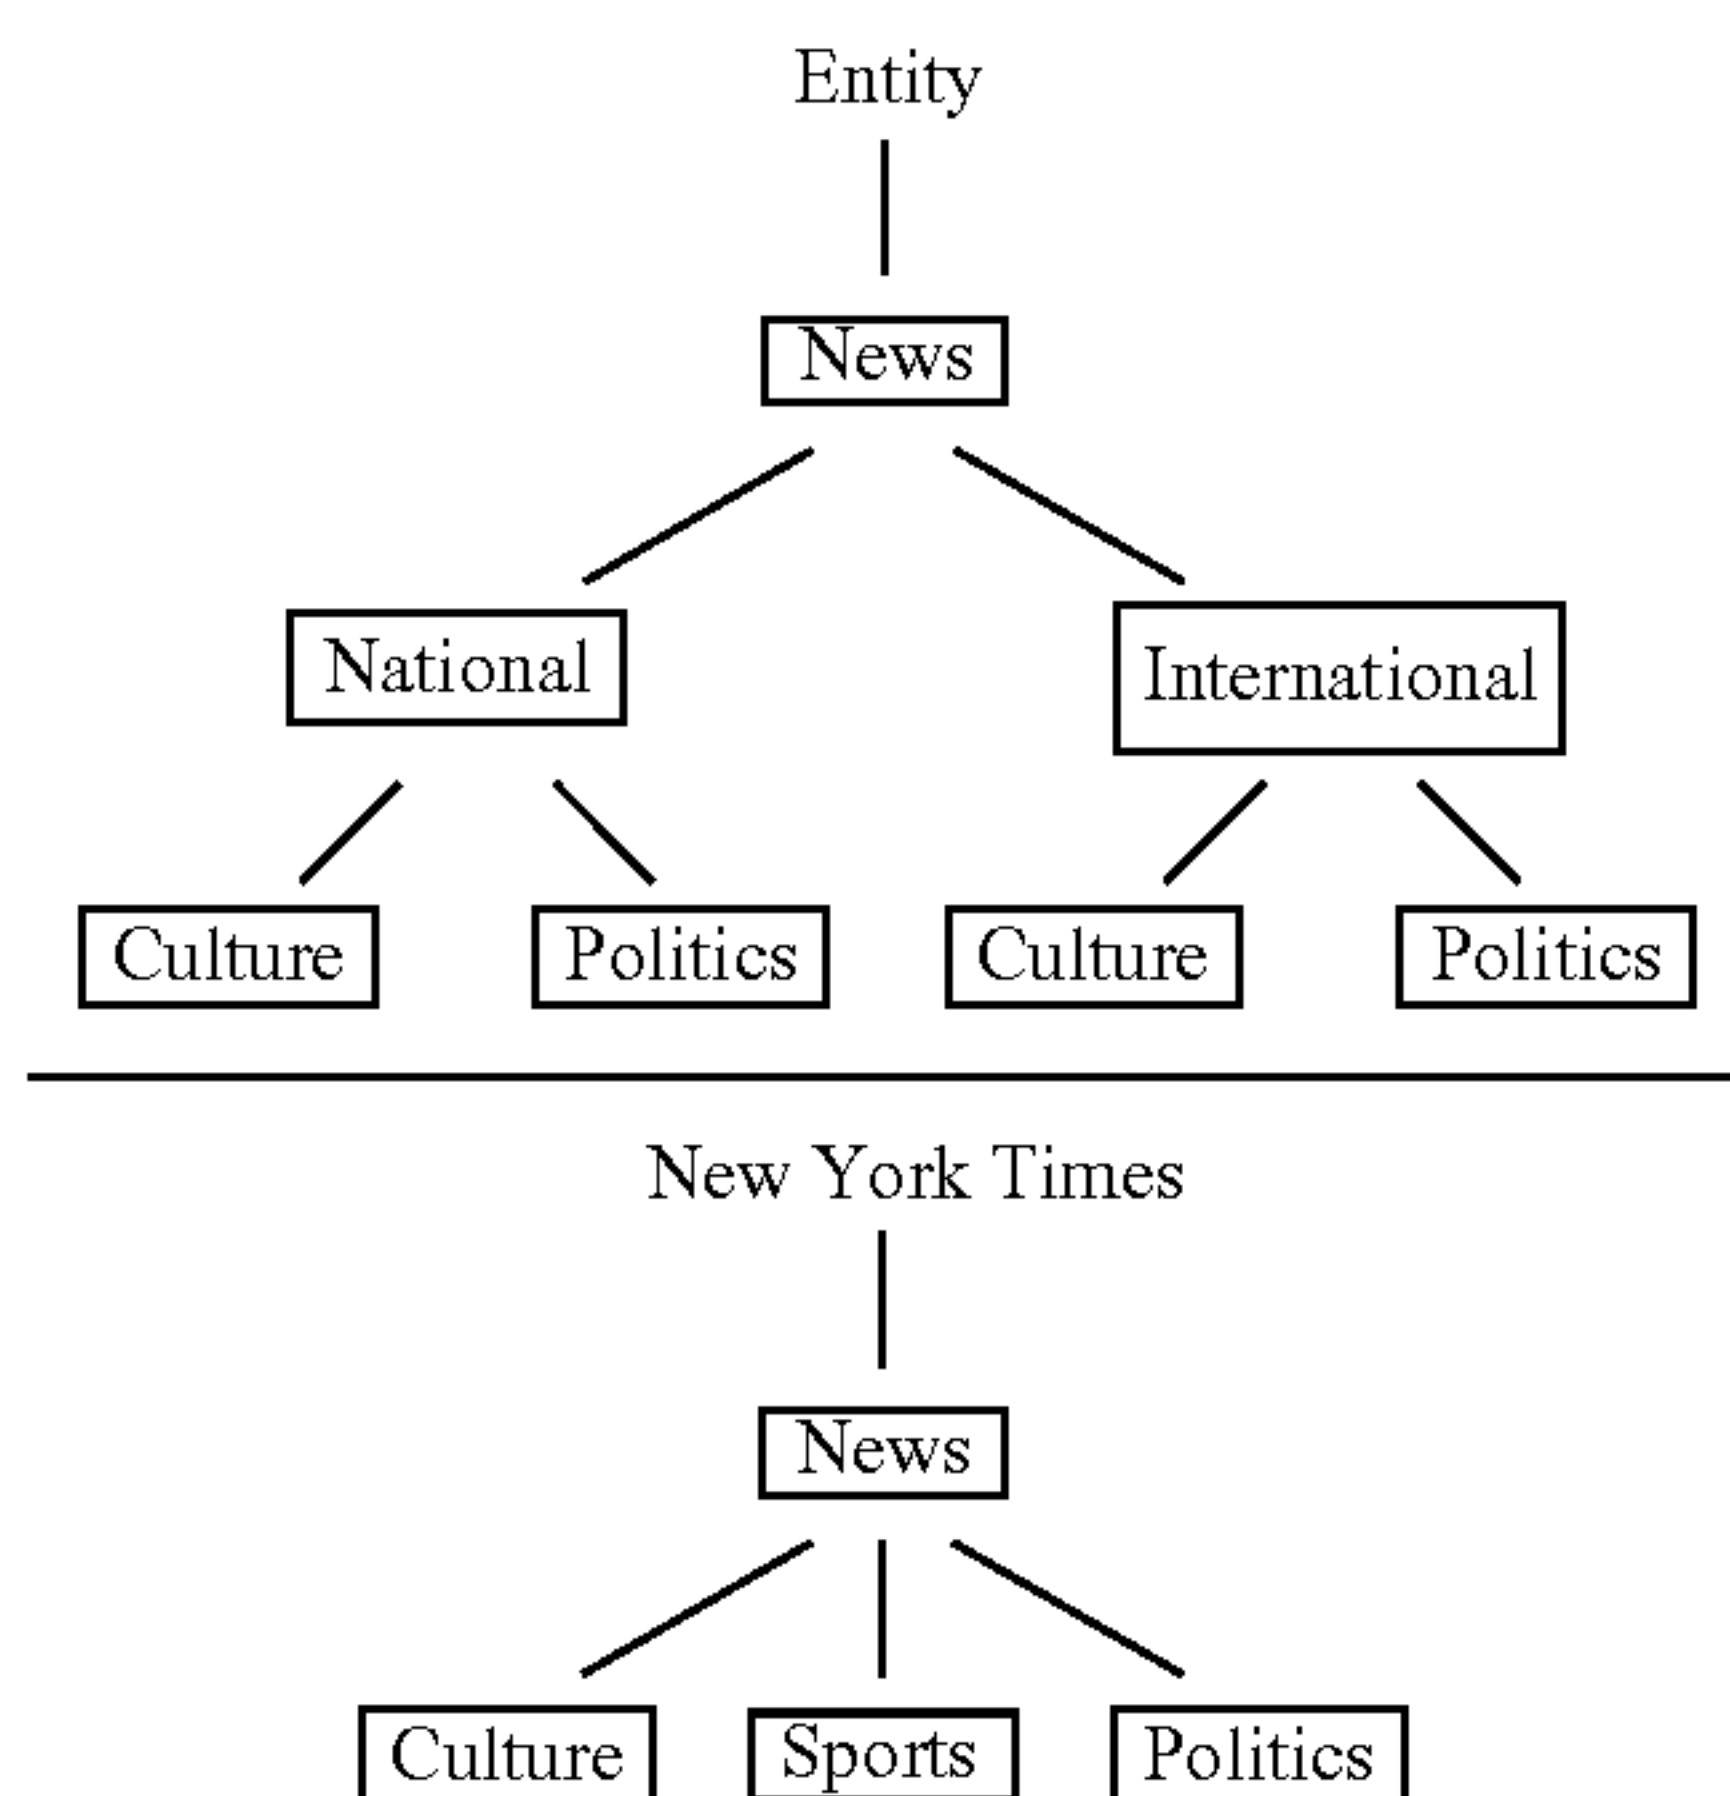 Entity
News
National International
Culture Politics Culture Politics
New York Times
News
Culture Sports Politics